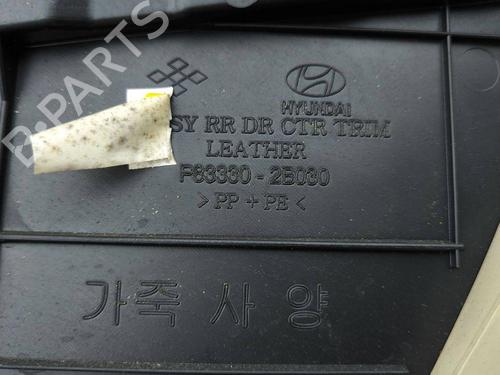 B-PARTS
HYUNDAI
SY RR DR CTR TRIM
LEATHER
P83330-2B030
>PP+PE<
가죽 사양